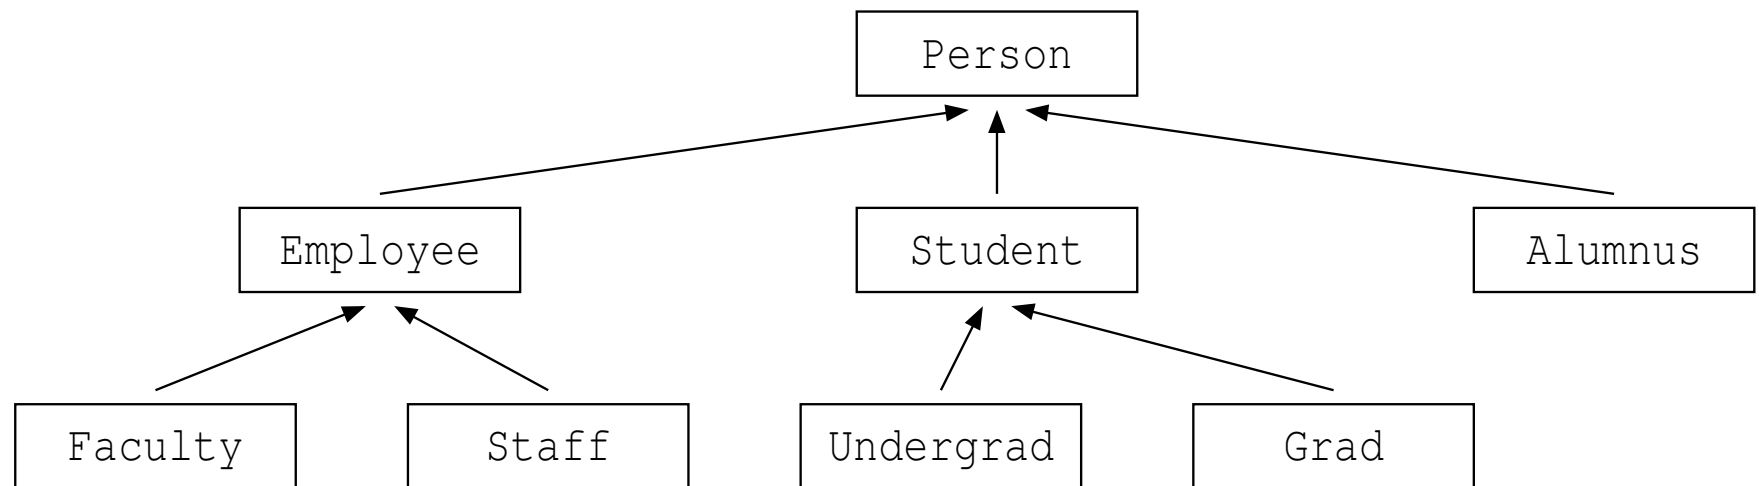 Person
Employee
Student
Alumnus
Faculty
Staff
Undergrad
Grad